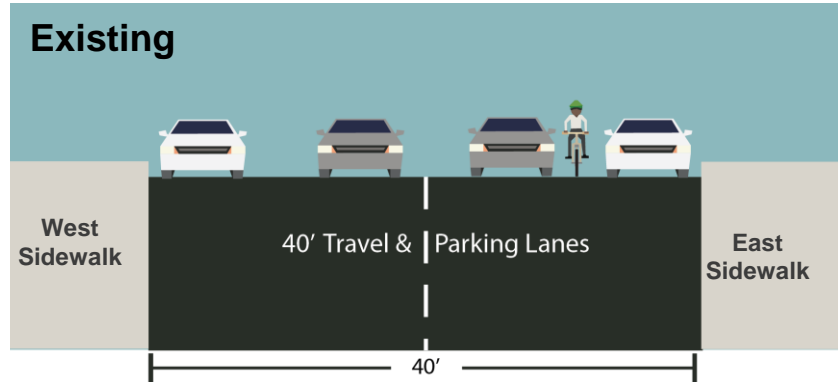 Existing
West
Sidewalk
40’ Travel & Parking Lanes
East
Sidewalk
40’